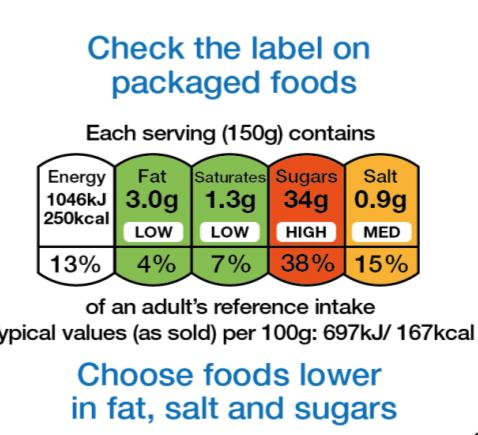 Check the label on
packaged foods
Each serving (150g) contains
Energy
1046kJ
250kcal
13%
Fat
3.0g
LOW
4%
Saturates
1.3g
LOW
7%
Sugars
34g
HIGH
38%
Salt
0.9g
MED
15%
of an adult's reference intake
ypical values (as sold) per 100g: 697kJ/ 167kcal
Choose foods lower
in fat, salt and sugars